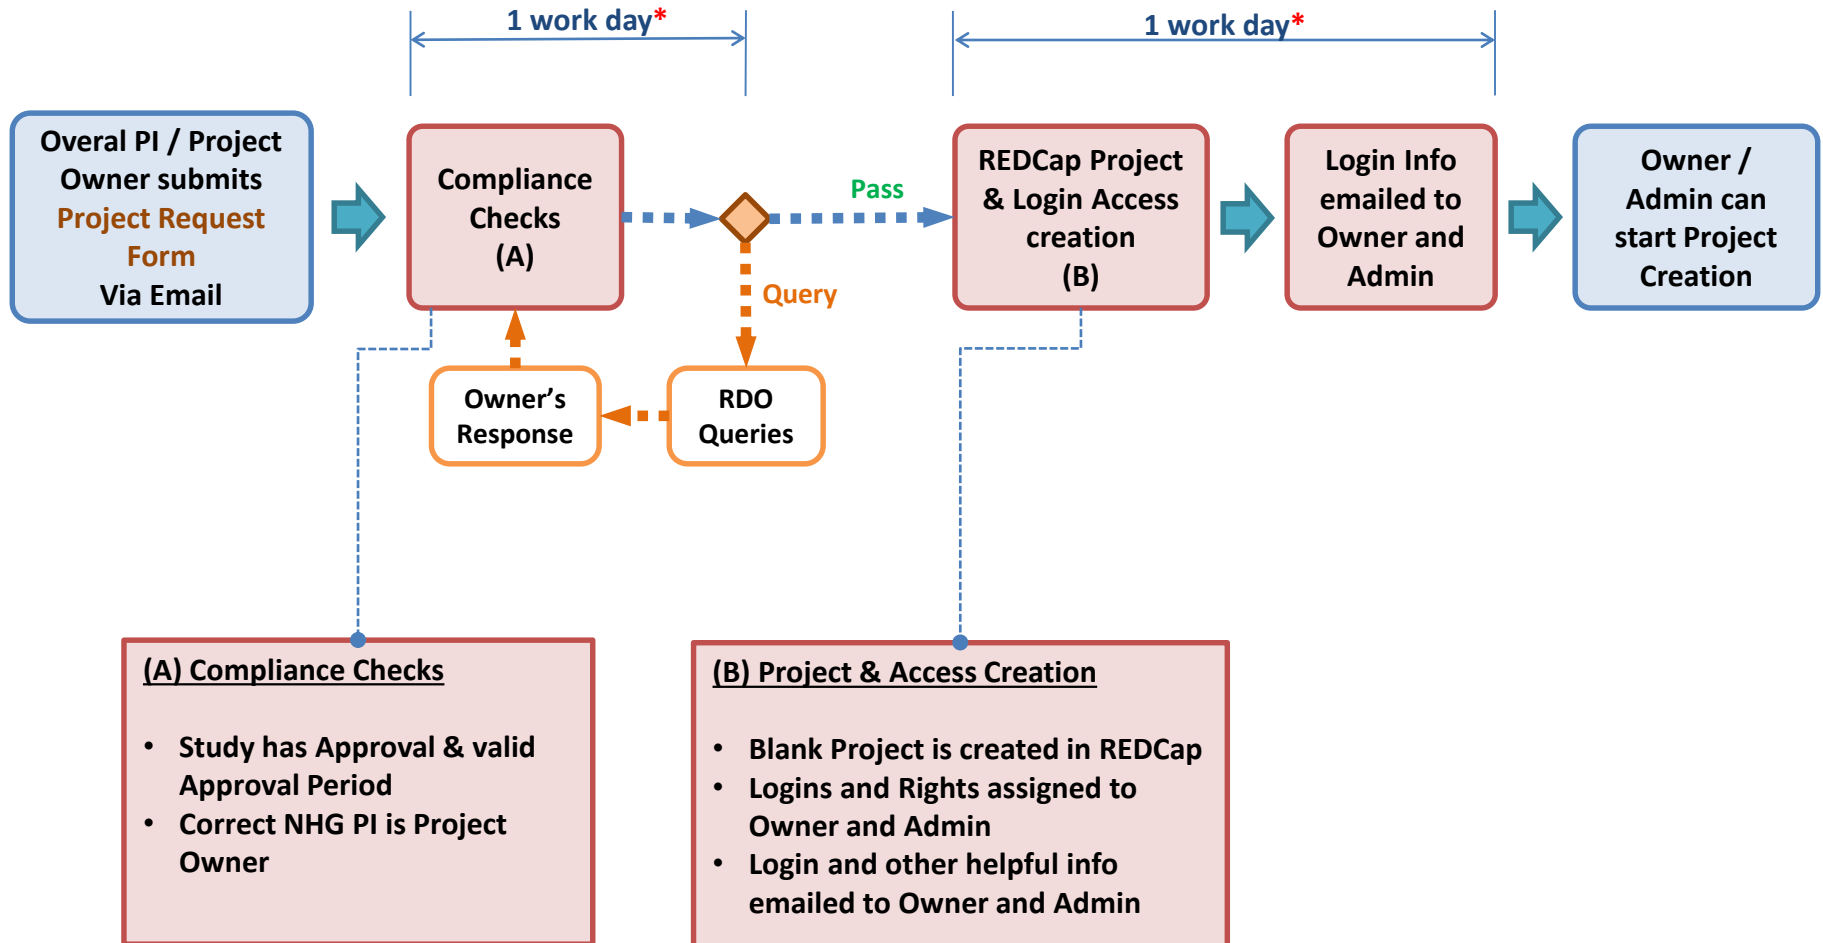 1 work day*
1 work day*
Overal PI / Project
Owner submits
Project Request
Form
Via Email
Compliance
Checks
(A)
Pass
Query
REDCap Project
& Login Access
creation
(B)
Login Info
emailed to
Owner and
Admin
Owner /
Admin can
start Project
Creation
Owner’s
Response
RDO
Queries
(A) Compliance Checks
• Study has Approval & valid
Approval Period
• Correct NHG PI is Project
Owner
(B) Project & Access Creation
• Blank Project is created in REDCap
• Logins and Rights assigned to
Owner and Admin
• Login and other helpful info
emailed to Owner and Admin